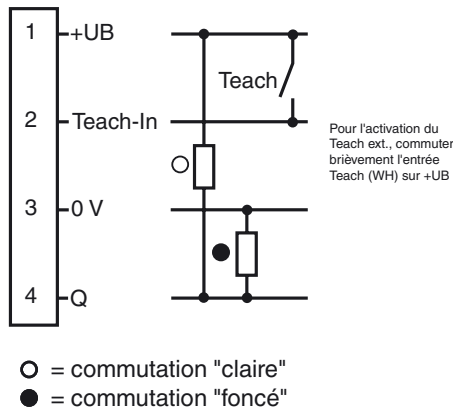 1 +UB
Teach
2 Teach-In
Pour l'activation du
Teach ext., commuter
brièvement l'entrée
Teach (WH) sur +UB
3 0 V
4 Q
= commutation "claire"
= commutation "foncé"